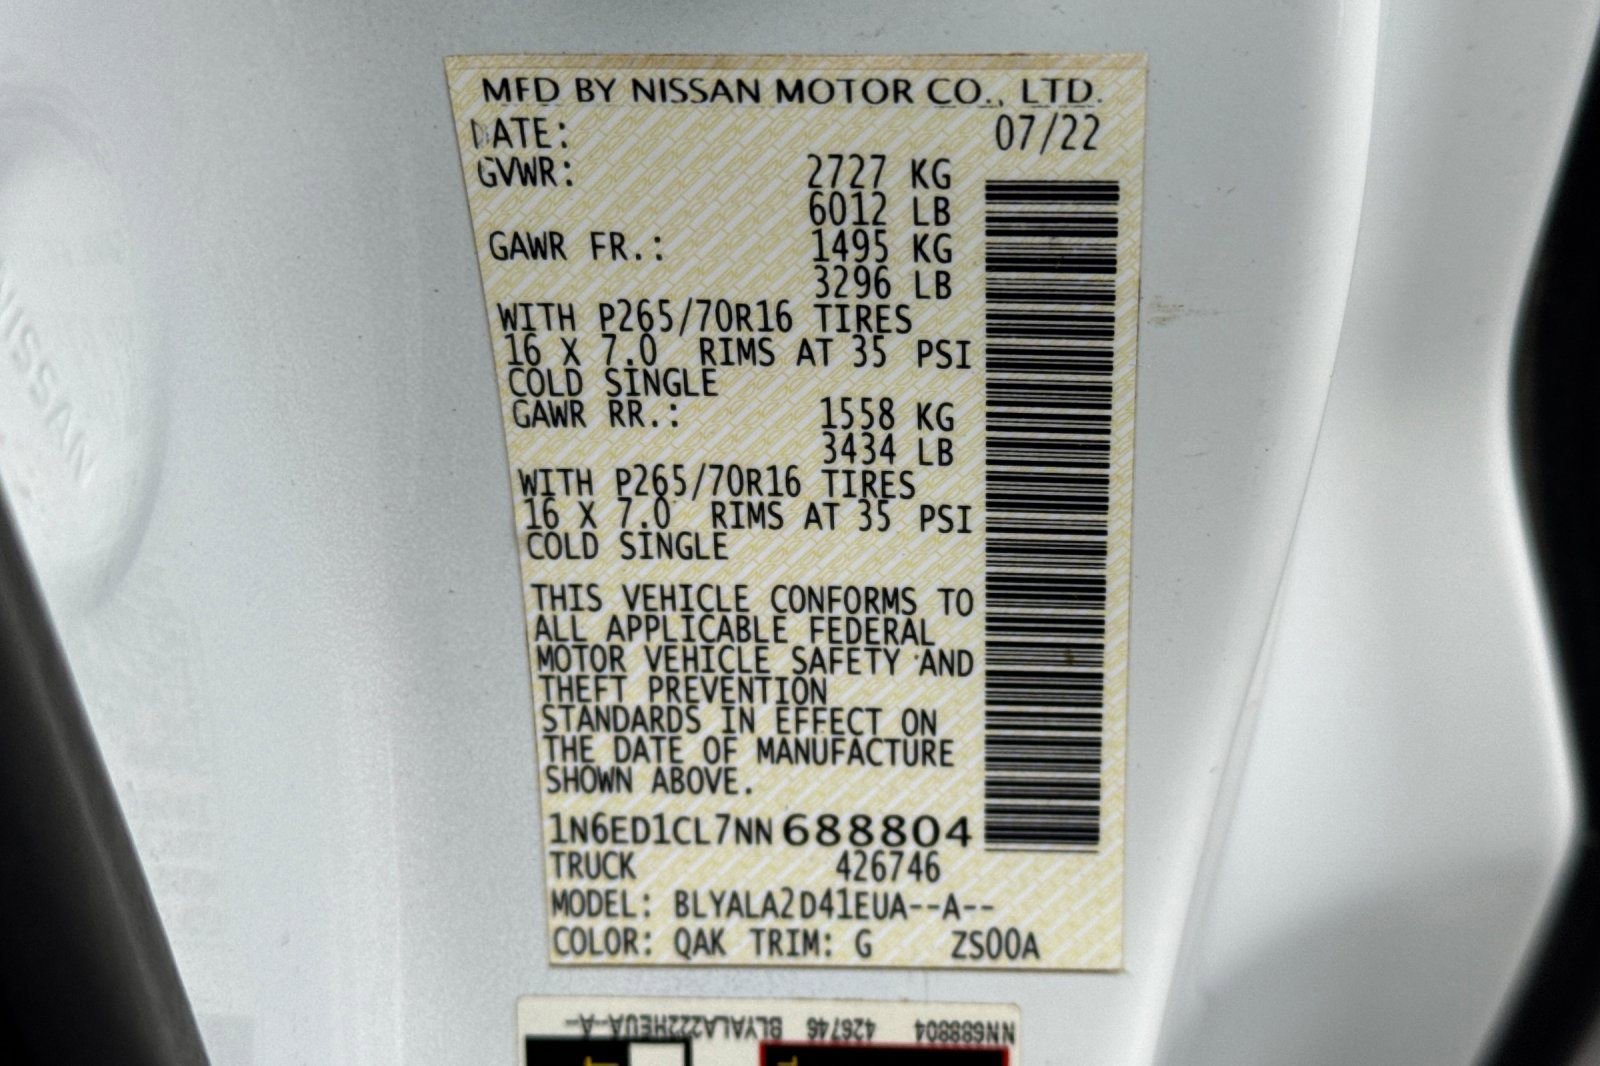 MFD BY NISSAN MOTOR CO., LTD.
DATE: 07/22
GVWR: 2727 KG
6012 LB
GAWR FR.: 1495 KG
3296 LB
WITH P265/70R16 TIRES
16 X 7.0 RIMS AT 35 PSI
COLD SINGLE
GAWR RR.: 1558 KG
3434 LB
WITH P265/70R16 TIRES
16 X 7.0 RIMS AT 35 PSI
COLD SINGLE
THIS VEHICLE CONFORMS TO
ALL APPLICABLE FEDERAL
MOTOR VEHICLE SAFETY AND
THEFT PREVENTION
STANDARDS IN EFFECT ON
THE DATE OF MANUFACTURE
SHOWN ABOVE.
1N6ED1CL7NN688804
TRUCK 426746
MODEL: BLYALA2D41EUA--A--
COLOR: QAK TRIM: G ZS00A
NN688804 426746 BLYALA222HEUA-A-
NISSAN